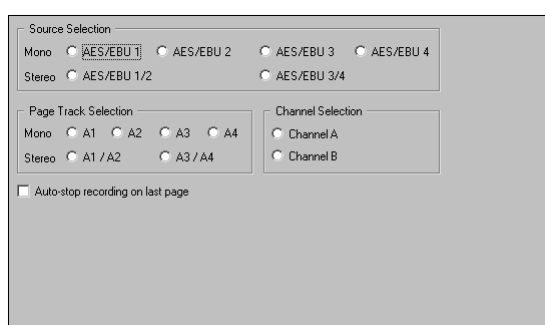 Source Selection
Mono AES/EBU 1 AES/EBU 2 AES/EBU 3 AES/EBU 4
Stereo AES/EBU 1/2 AES/EBU 3/4
Page Track Selection
Mono A1 A2 A3 A4
Stereo A1 / A2 A3 / A4
Channel Selection
Channel A
Channel B
Auto-stop recording on last page